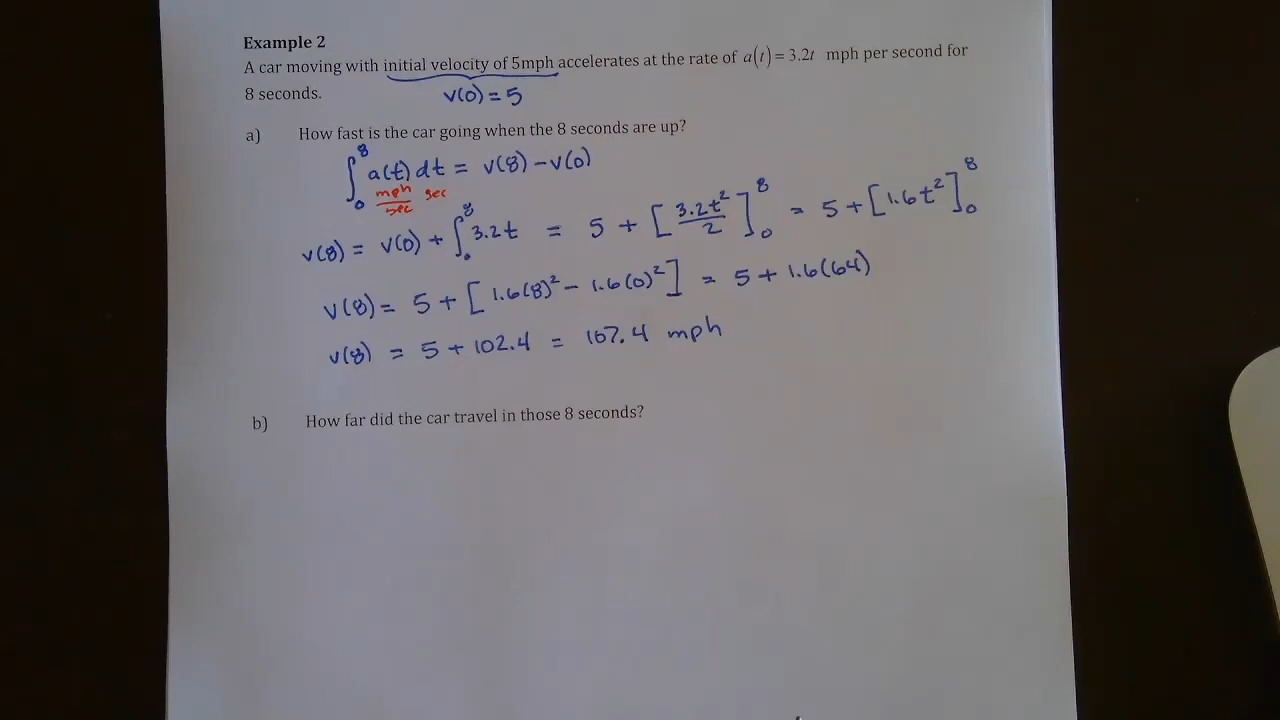 Example 2
A car moving with initial velocity of 5mph accelerates at the rate of a(t) = 3.2t mph per second for
8 seconds.
v(0) = 5
a) How fast is the car going when the 8 seconds are up?
∫₀⁸ a(t) dt = v(8) - v(0)
mph/sec sec
v(8) = v(0) + ∫₀⁸ 3.2t = 5 + [3.2t²/2]₀⁸ = 5 + [1.6t²]₀⁸
v(8) = 5 + [1.6(8)² - 1.6(0)²] = 5 + 1.6(64)
v(8) = 5 + 102.4 = 107.4 mph
b) How far did the car travel in those 8 seconds?